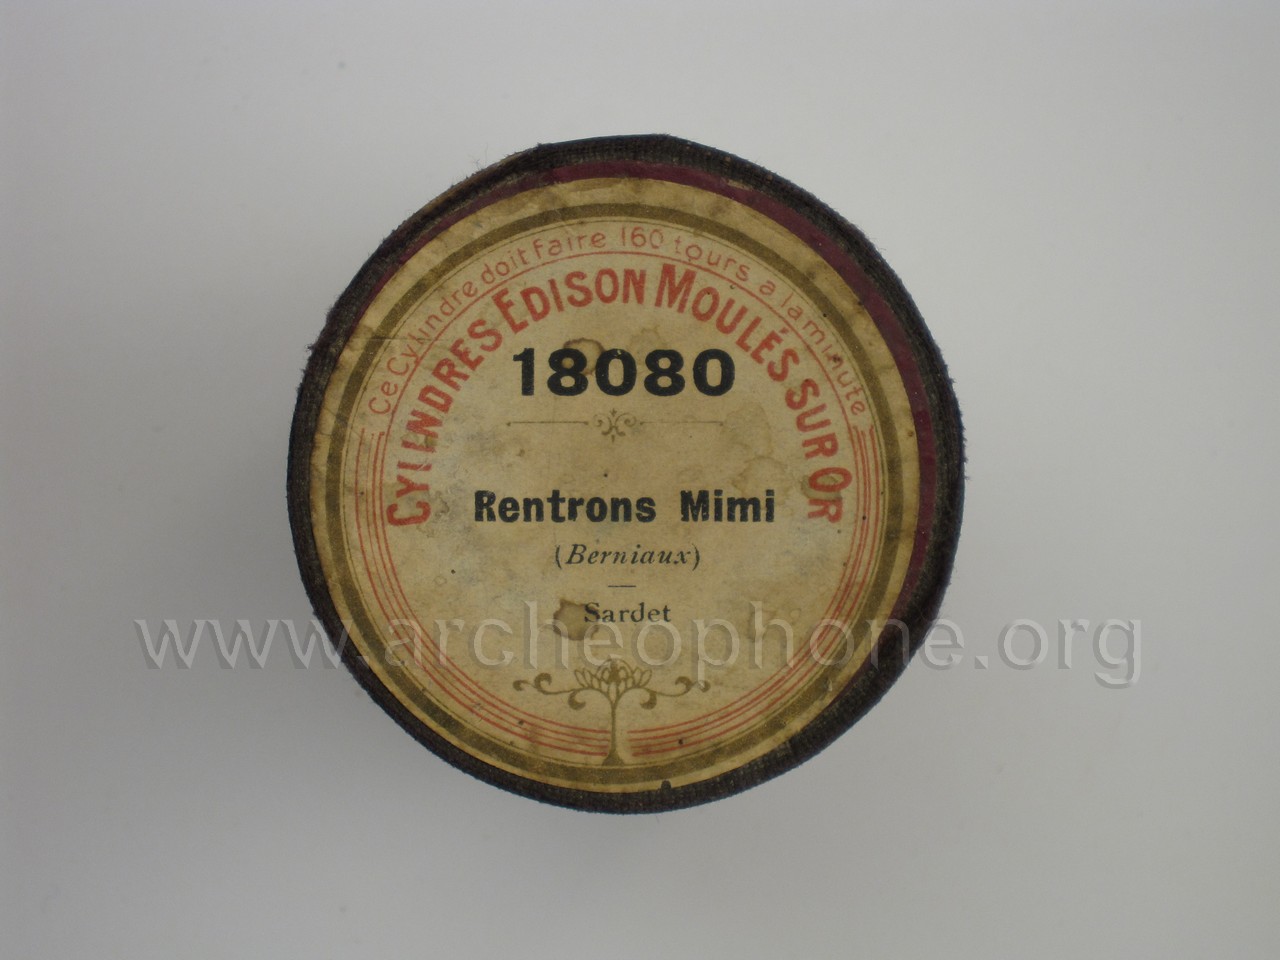 Ce Cylindre doit faire 160 tours a la minute
CYLINDRES EDISON MOULÉS SUR OR
18080
Rentrons Mimi
(Berniaux)
Sardet
www.archeophone.org